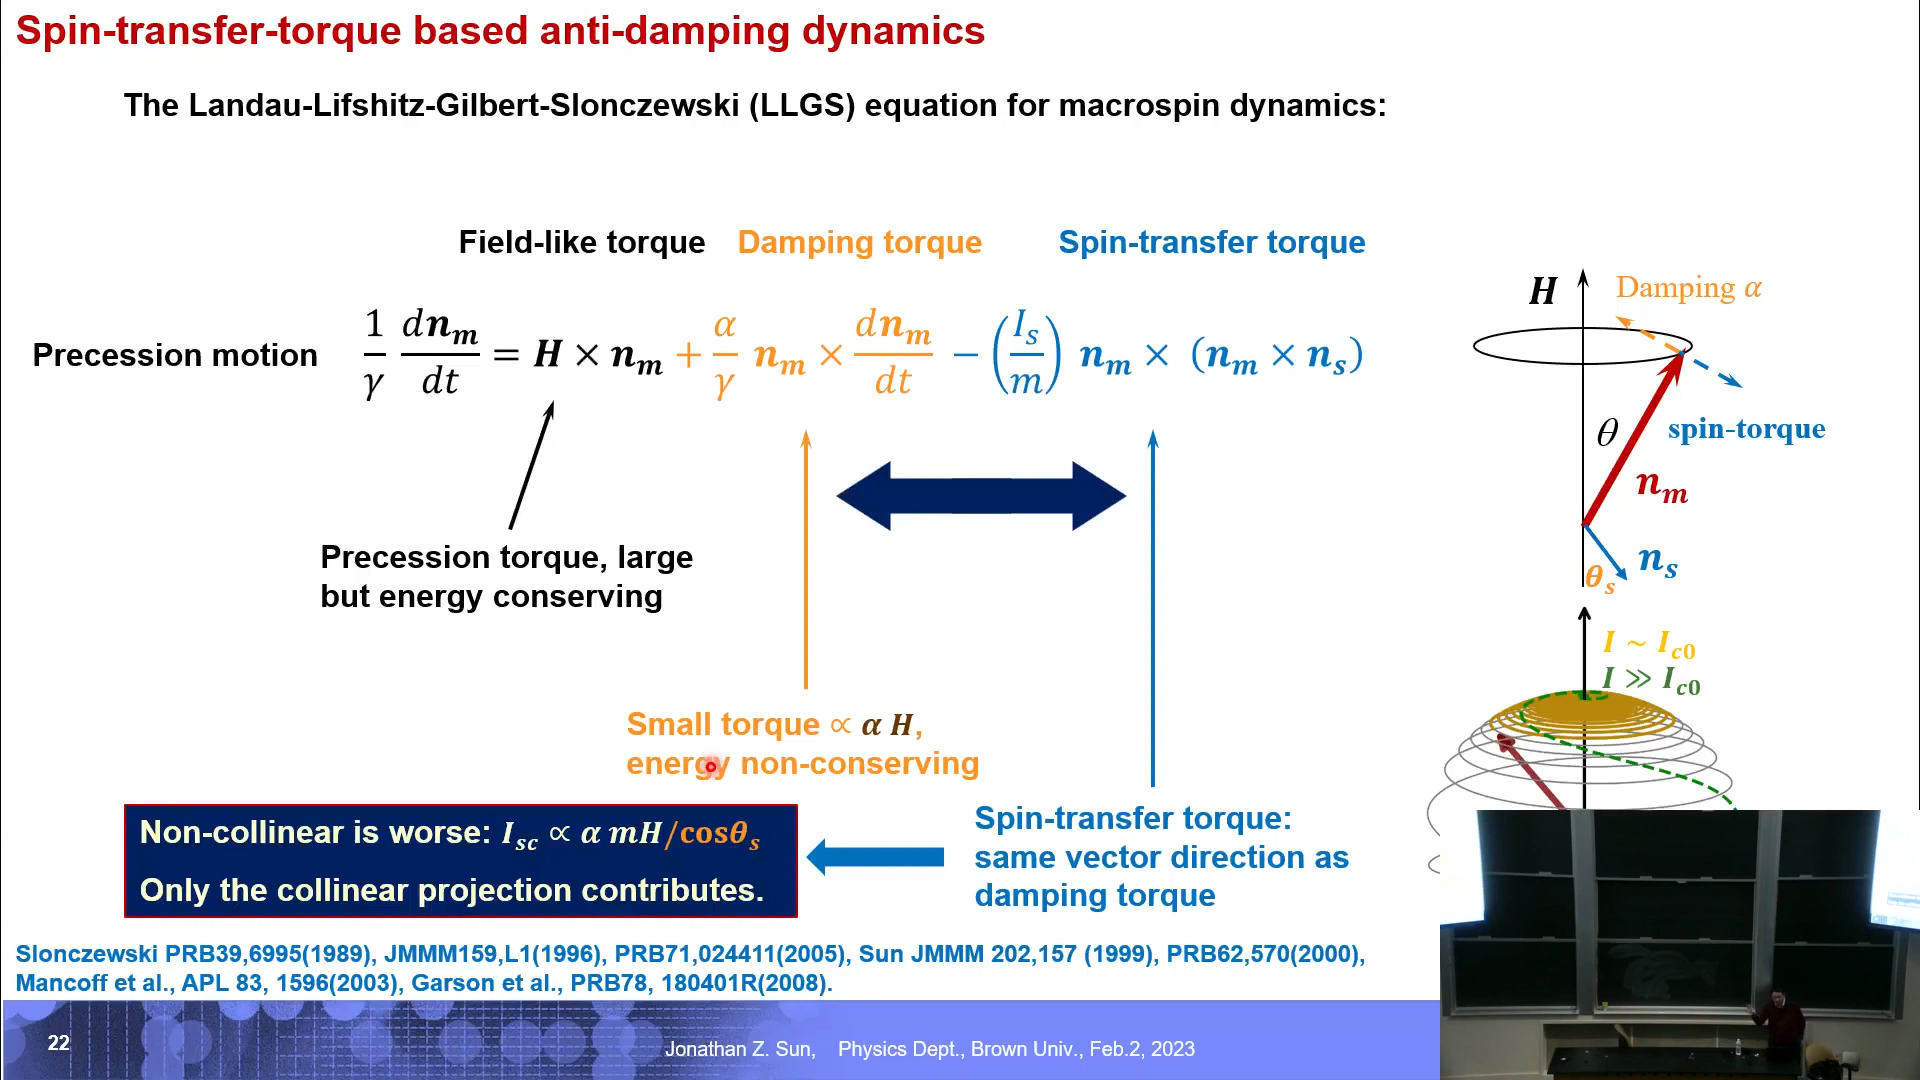 Spin-transfer-torque based anti-damping dynamics
The Landau-Lifshitz-Gilbert-Slonczewski (LLGS) equation for macrospin dynamics:
Field-like torque Damping torque Spin-transfer torque
Precession motion 1/γ dn_m/dt = H × n_m + α/γ n_m × dn_m/dt − (I_s/m) n_m × (n_m × n_s)
H Damping α
θ spin-torque
n_m
n_s
θ_s
Precession torque, large
but energy conserving
I ~ I_c0
I ≫ I_c0
Small torque ∝ α H,
energy non-conserving
Non-collinear is worse: I_sc ∝ α mH/cosθ_s
Only the collinear projection contributes.
Spin-transfer torque:
same vector direction as
damping torque
Slonczewski PRB39,6995(1989), JMMM159,L1(1996), PRB71,024411(2005), Sun JMMM 202,157 (1999), PRB62,570(2000),
Mancoff et al., APL 83, 1596(2003), Garson et al., PRB78, 180401R(2008).
22
Jonathan Z. Sun, Physics Dept., Brown Univ., Feb.2, 2023